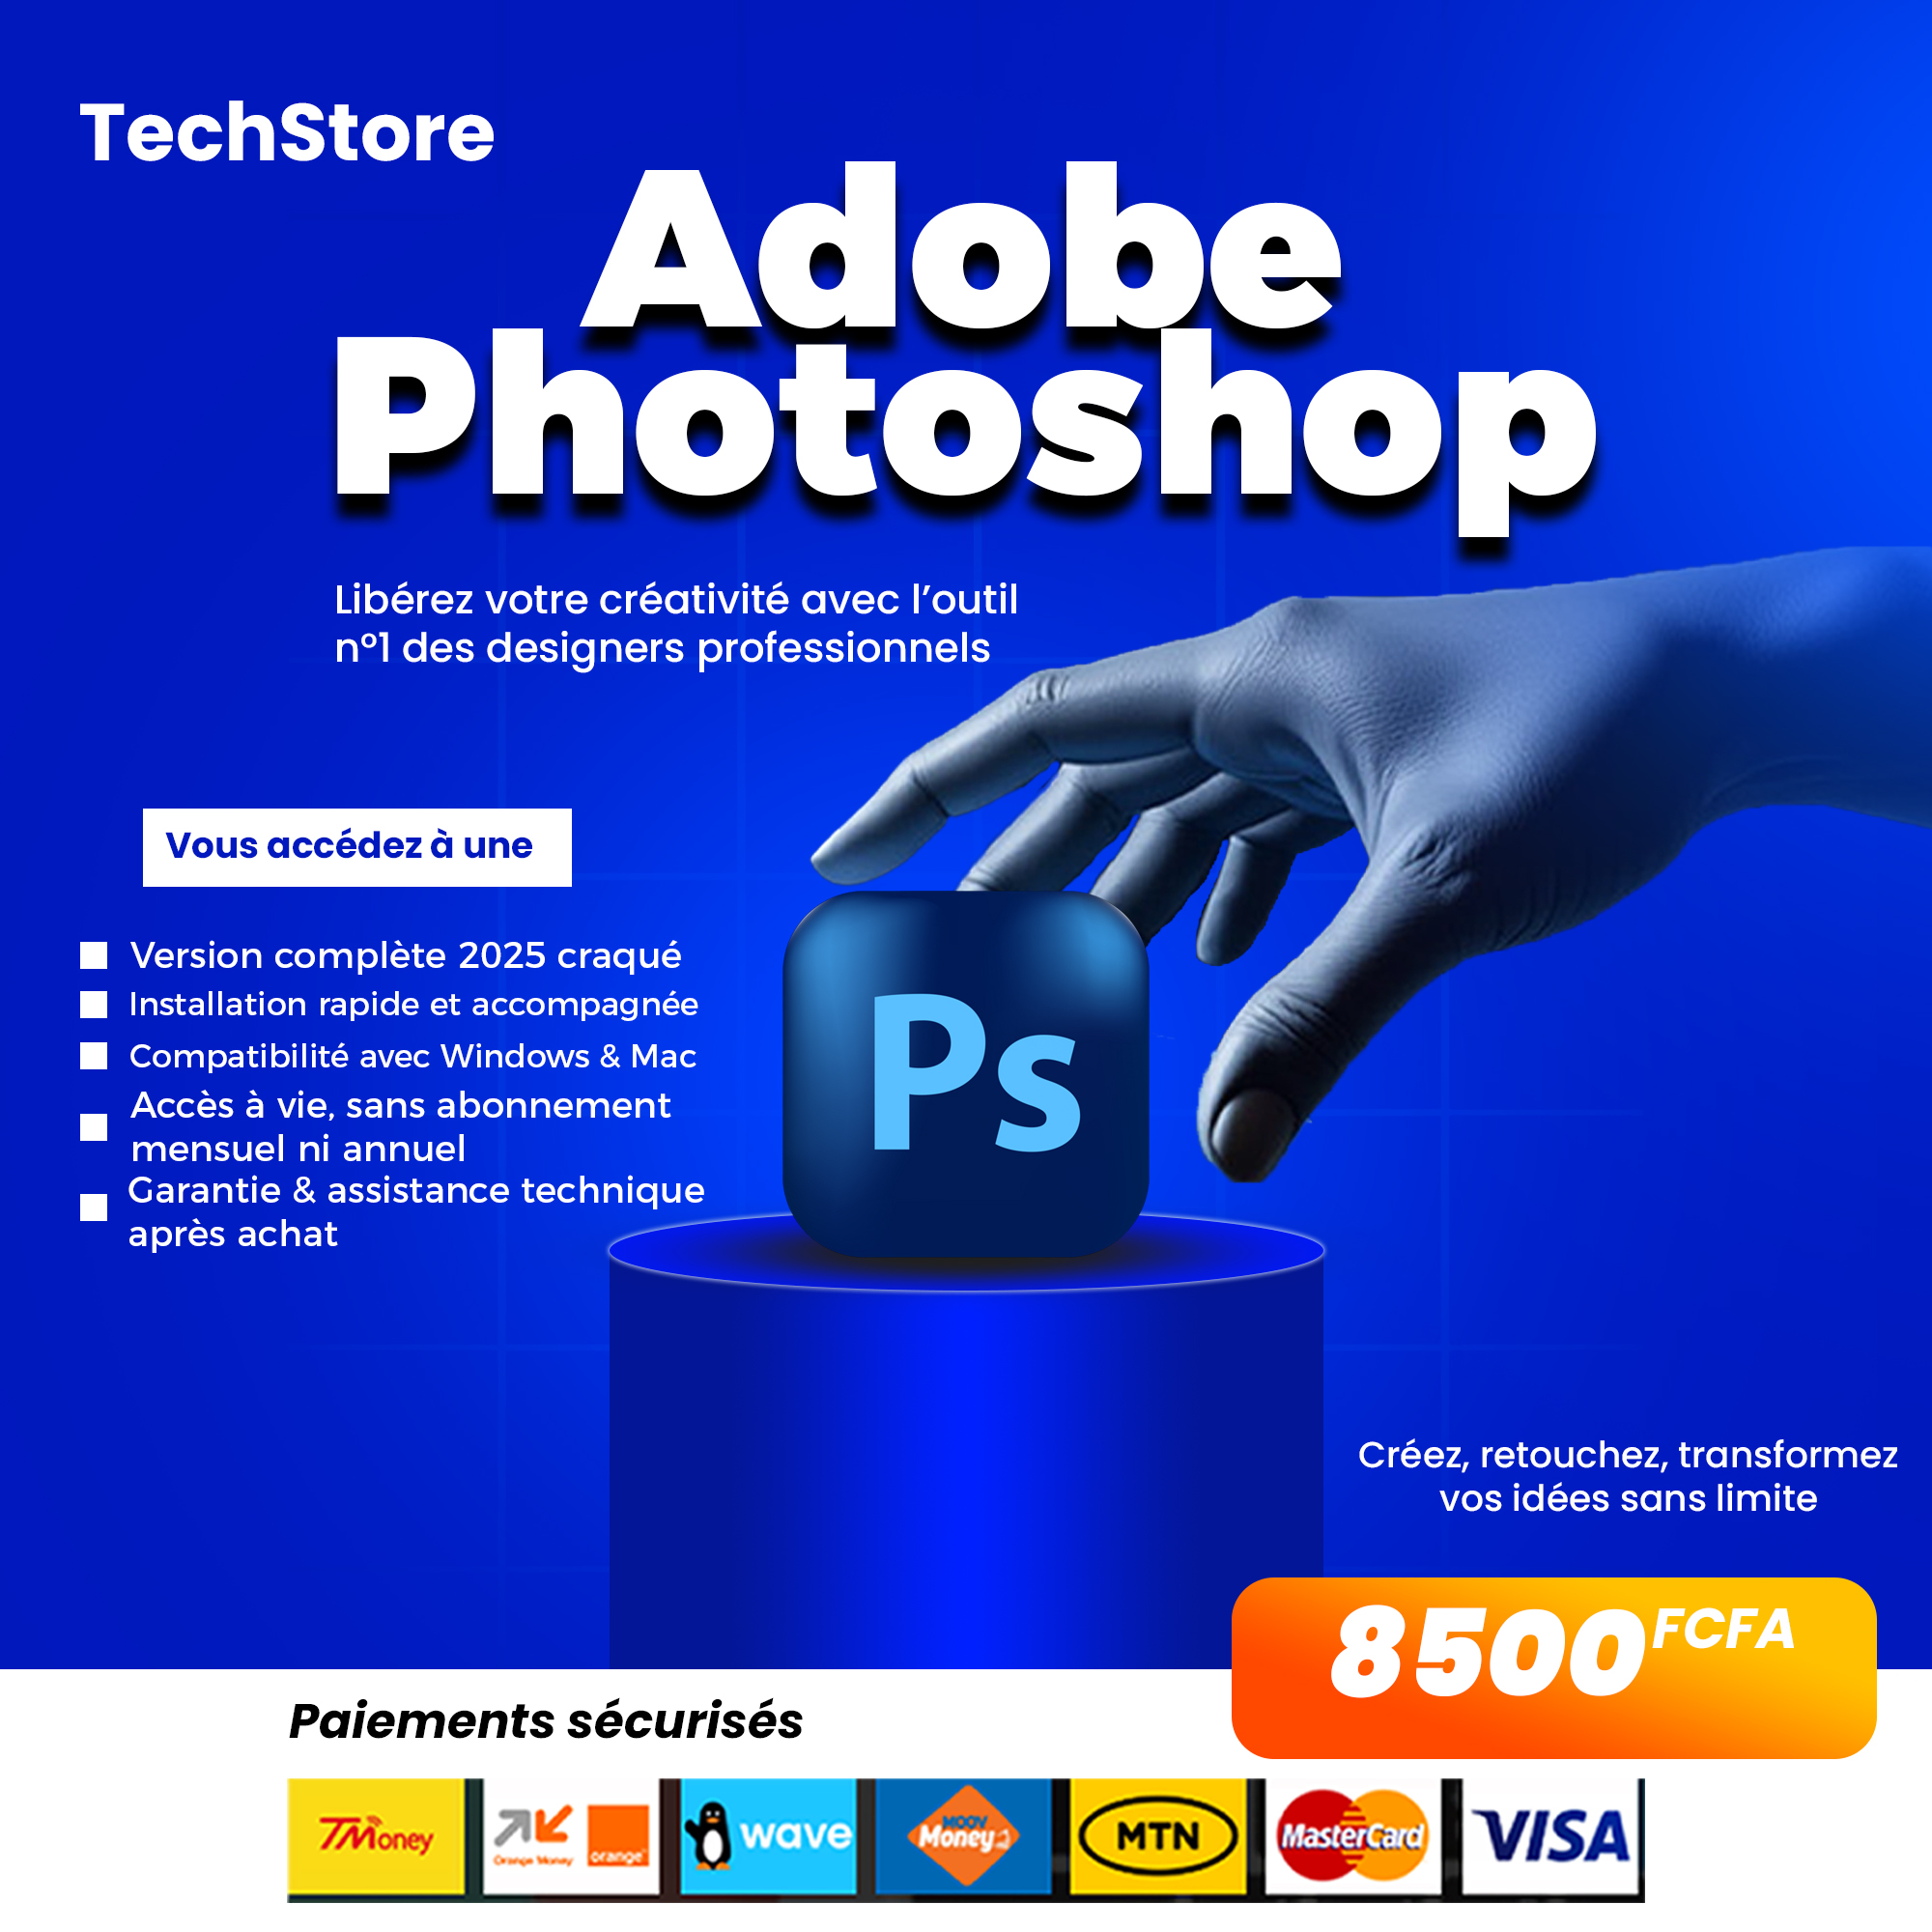 TechStore
Adobe
Photoshop
Libérez votre créativité avec l’outil
n°1 des designers professionnels
Vous accédez à une
Version complète 2025 craqué
Installation rapide et accompagnée
Compatibilité avec Windows & Mac
Accès à vie, sans abonnement
mensuel ni annuel
Garantie & assistance technique
après achat
Ps
Créez, retouchez, transformez
vos idées sans limite
8500 FCFA
Paiements sécurisés
TMoney
Orange Money
orange
wave
MOOV
Money
MTN
MasterCard
VISA